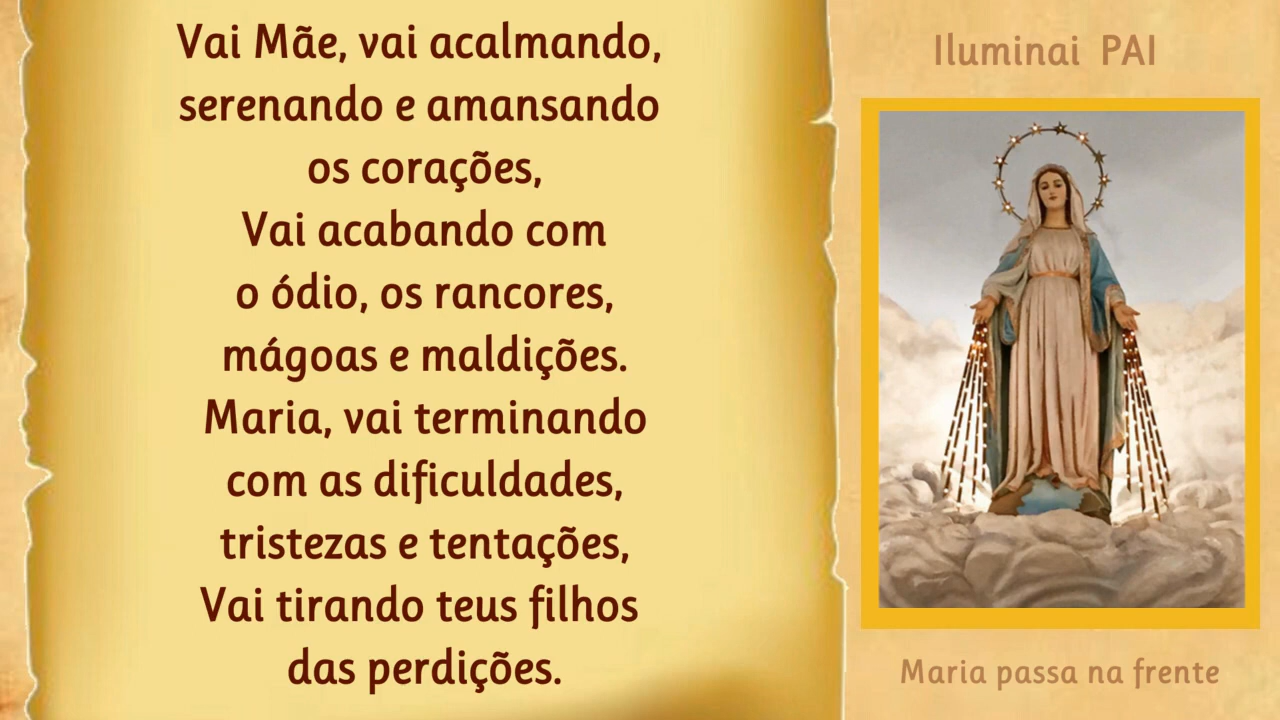 Vai Mãe, vai acalmando,
serenando e amansando
os corações,
Vai acabando com
o ódio, os rancores,
mágoas e maldições.
Maria, vai terminando
com as dificuldades,
tristezas e tentações,
Vai tirando teus filhos
das perdições.
Iluminai PAI
Maria passa na frente